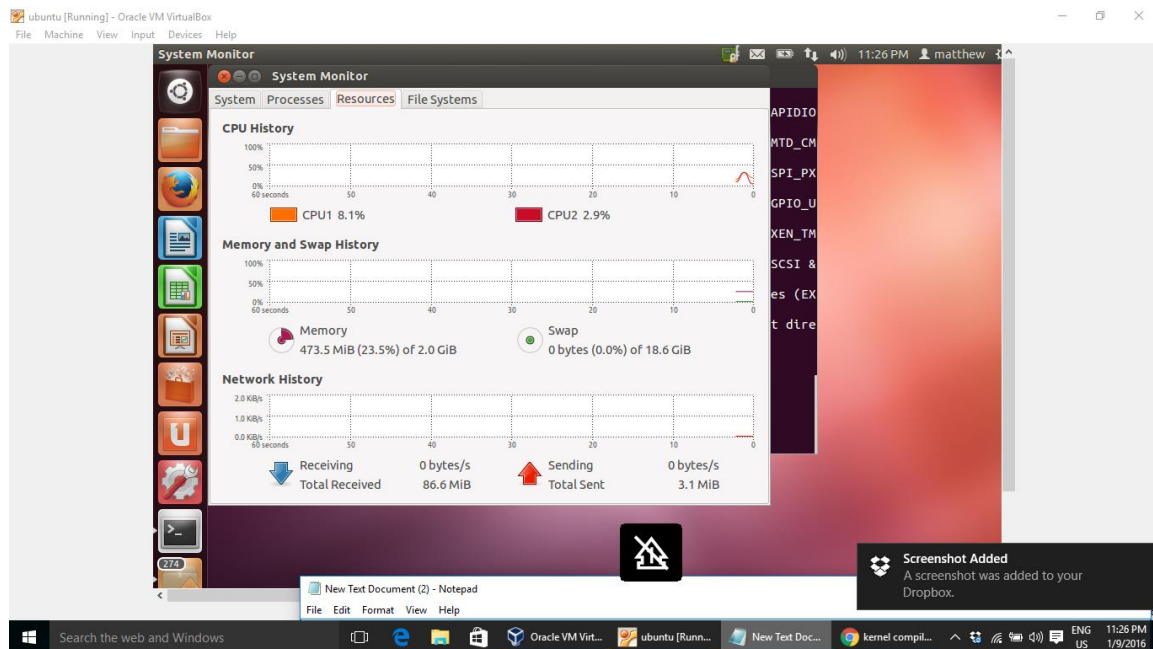 ubuntu [Running] - Oracle VM VirtualBox
File Machine View Input Devices Help
System Monitor 11:26 PM matthew
System Monitor
System Processes Resources File Systems
CPU History
100%
50%
0%
60 seconds 50 40 30 20 10 0
CPU1 8.1% CPU2 2.9%
Memory and Swap History
100%
50%
0%
60 seconds 50 40 30 20 10 0
Memory Swap
473.5 MiB (23.5%) of 2.0 GiB 0 bytes (0.0%) of 18.6 GiB
Network History
2.0 KiB/s
1.0 KiB/s
0.0 KiB/s
60 seconds 50 40 30 20 10 0
Receiving 0 bytes/s Sending 0 bytes/s
Total Received 86.6 MiB Total Sent 3.1 MiB
APIDIO
MTD_CM
SPI_PX
GPIO_U
XEN_TM
SCSI &
es (EX
t dire
274
Screenshot Added
A screenshot was added to your
Dropbox.
New Text Document (2) - Notepad
File Edit Format View Help
Search the web and Windows Oracle VM Virt... ubuntu [Runn... New Text Doc... kernel compil... ENG 11:26 PM
US 1/9/2016